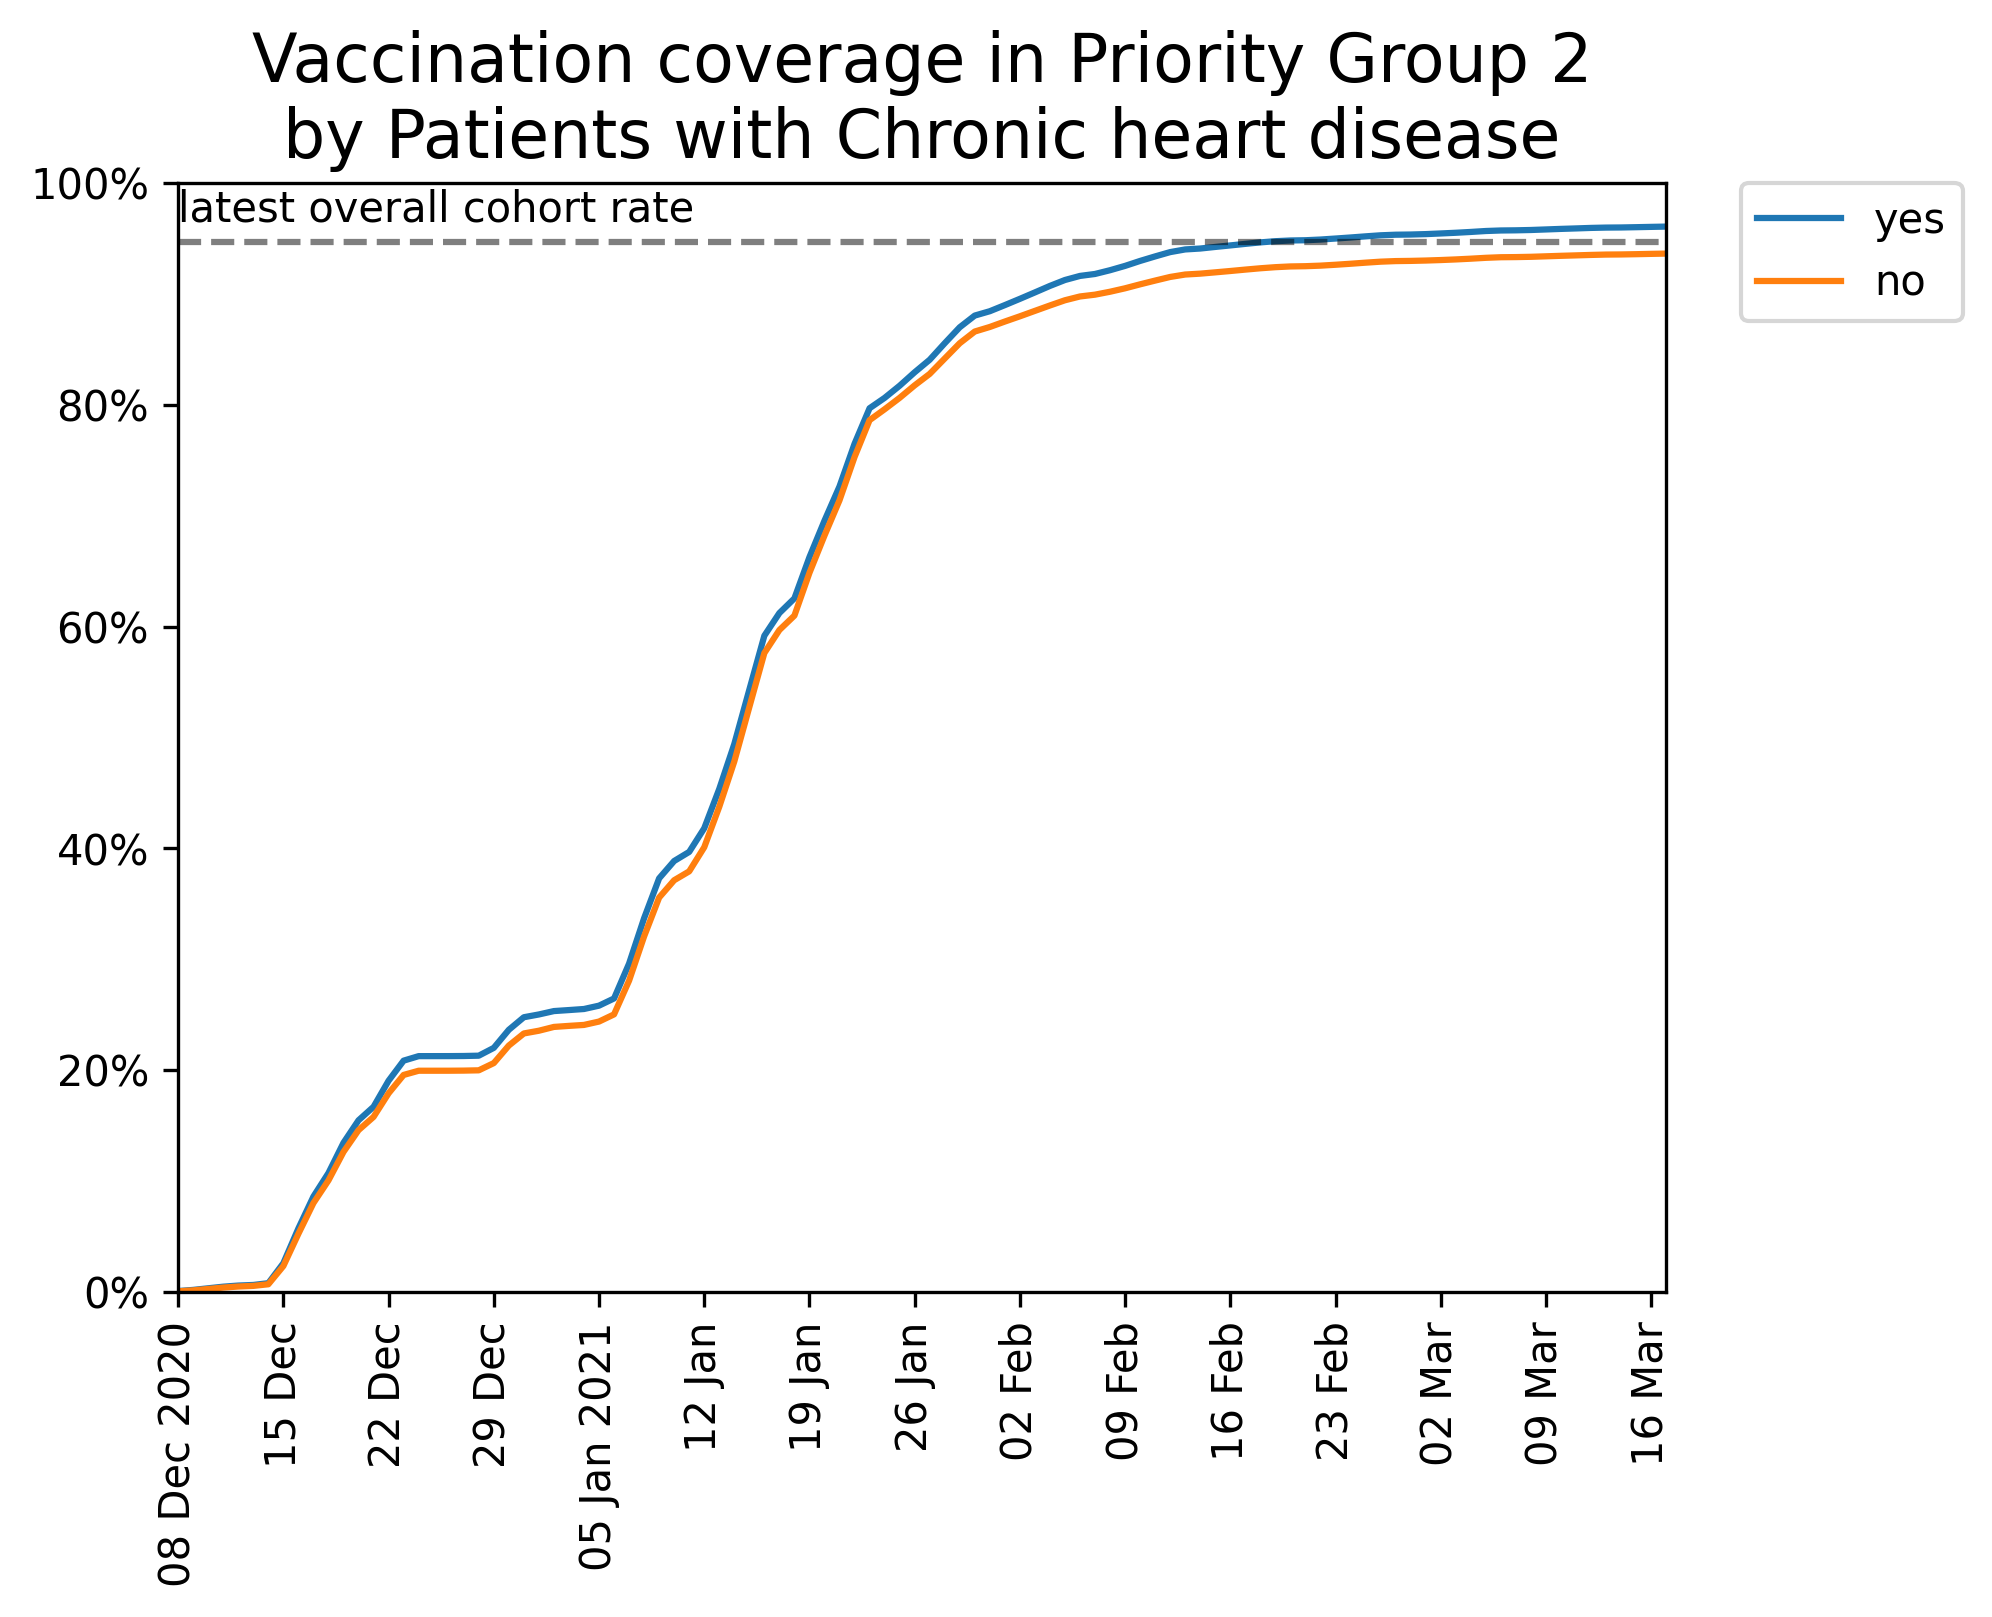 Vaccination coverage in Priority Group 2
by Patients with Chronic heart disease
100%
80%
60%
40%
20%
0%
latest overall cohort rate
yes
no
08 Dec 2020
15 Dec
22 Dec
29 Dec
05 Jan 2021
12 Jan
19 Jan
26 Jan
02 Feb
09 Feb
16 Feb
23 Feb
02 Mar
09 Mar
16 Mar